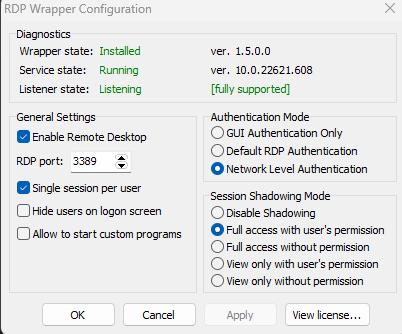 RDP Wrapper Configuration
Diagnostics
Wrapper state: Installed ver. 1.5.0.0
Service state: Running ver. 10.0.22621.608
Listener state: Listening [fully supported]
General Settings
Enable Remote Desktop
RDP port: 3389
Single session per user
Hide users on logon screen
Allow to start custom programs
Authentication Mode
GUI Authentication Only
Default RDP Authentication
Network Level Authentication
Session Shadowing Mode
Disable Shadowing
Full access with user's permission
Full access without permission
View only with user's permission
View only without permission
OK Cancel Apply View license...